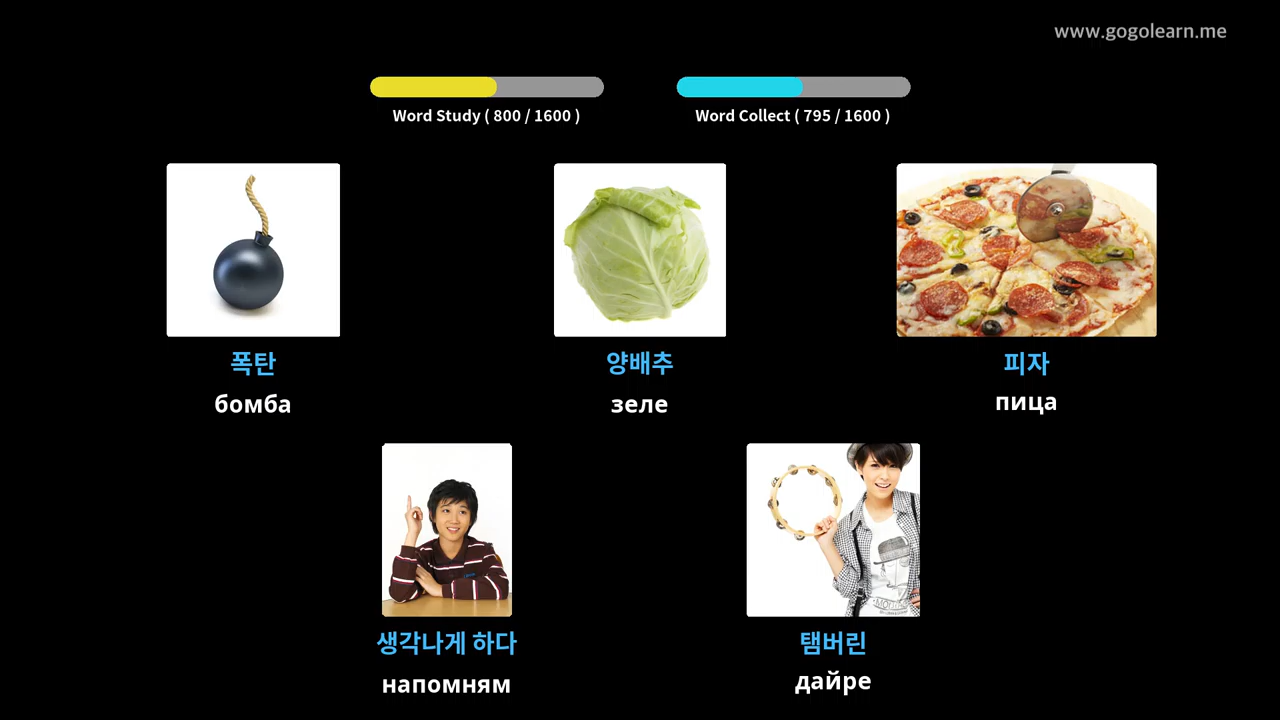 www.gogolearn.me
Word Study ( 800 / 1600 )
Word Collect ( 795 / 1600 )
폭탄
бомба
양배추
зеле
피자
пица
생각나게 하다
напомням
탬버린
дайре